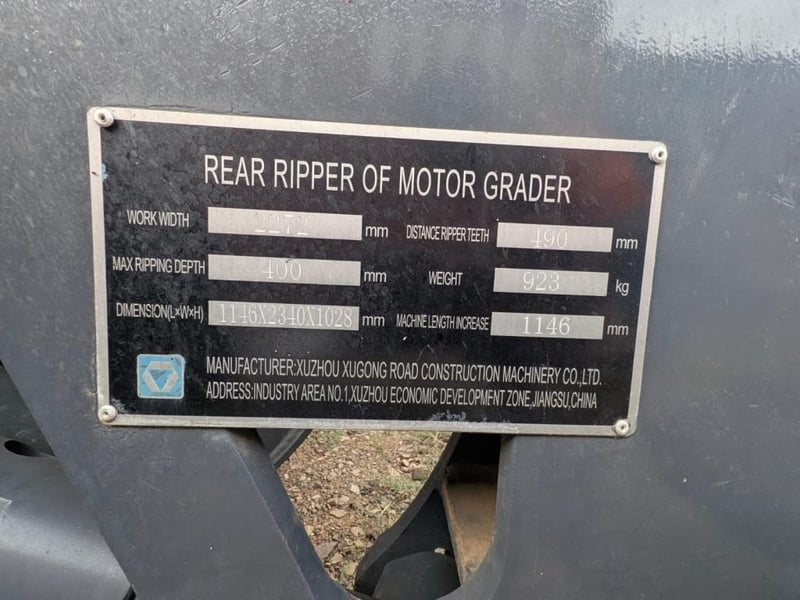 REAR RIPPER OF MOTOR GRADER
WORK WIDTH 2272 mm DISTANCE RIPPER TEETH 490 mm
MAX RIPPING DEPTH 400 mm WEIGHT 923 kg
DIMENSION(L×W×H) 1146X2340X1028 mm MACHINE LENGTH INCREASE 1146 mm
MANUFACTURER:XUZHOU XUGONG ROAD CONSTRUCTION MACHINERY CO.,LTD.
ADDRESS:INDUSTRY AREA NO.1,XUZHOU ECONOMIC DEVELOPMENT ZONE,JIANGSU,CHINA